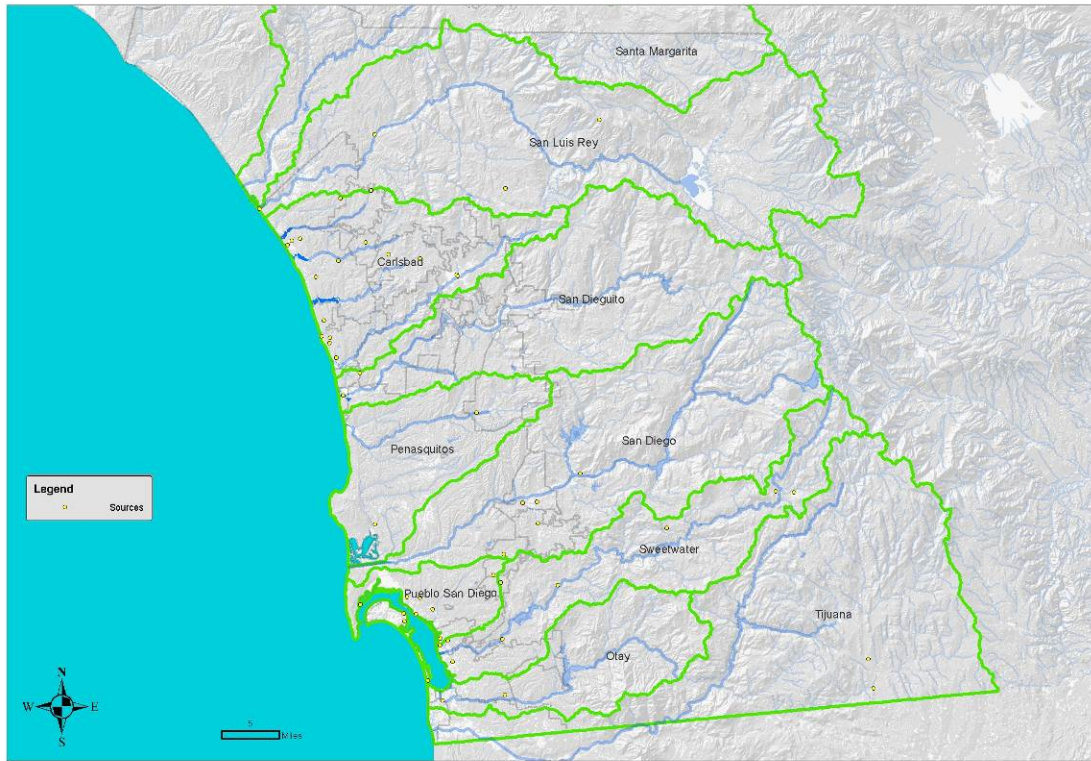 Santa Margarita
San Luis Rey
Carlsbad
San Dieguito
San Diego
Penasquitos
Legend
Sources
Sweetwater
Pueblo San Diego
Tijuana
Otay
N
W E
S
5
Miles